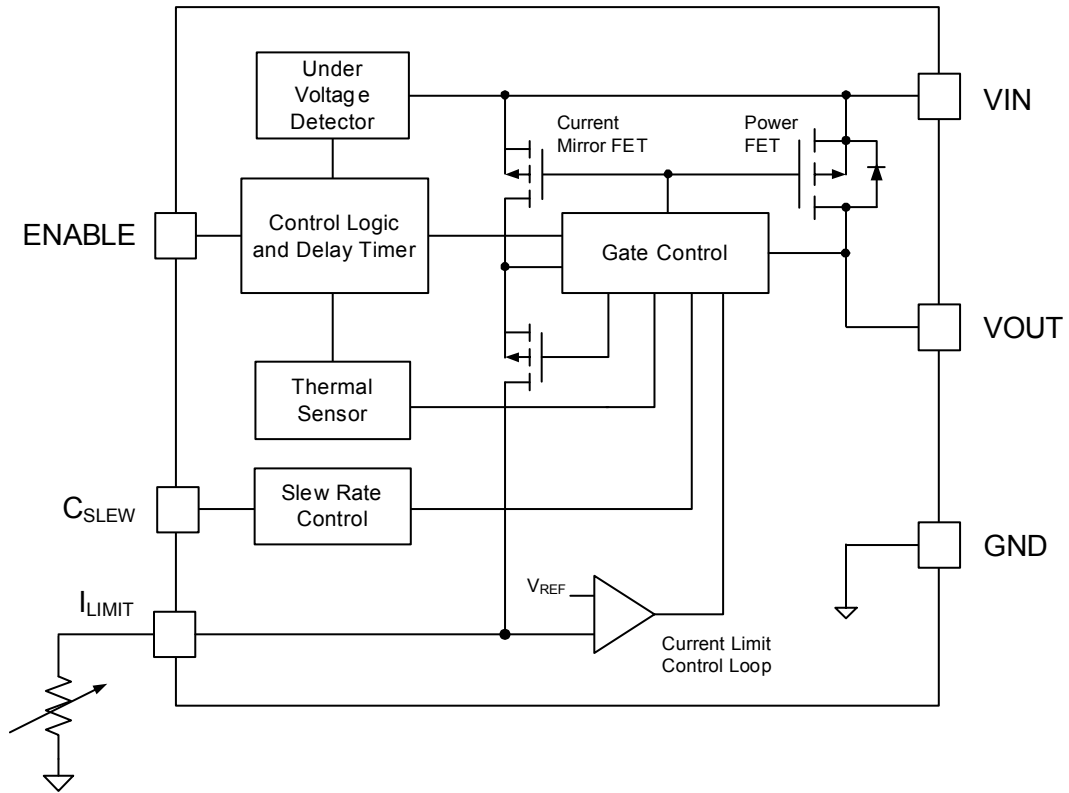 Under
Voltage
Detector
VIN
Current
Mirror FET
Power
FET
ENABLE
Control Logic
and Delay Timer
Gate Control
VOUT
Thermal
Sensor
CSLEW
Slew Rate
Control
GND
ILIMIT
VREF
Current Limit
Control Loop